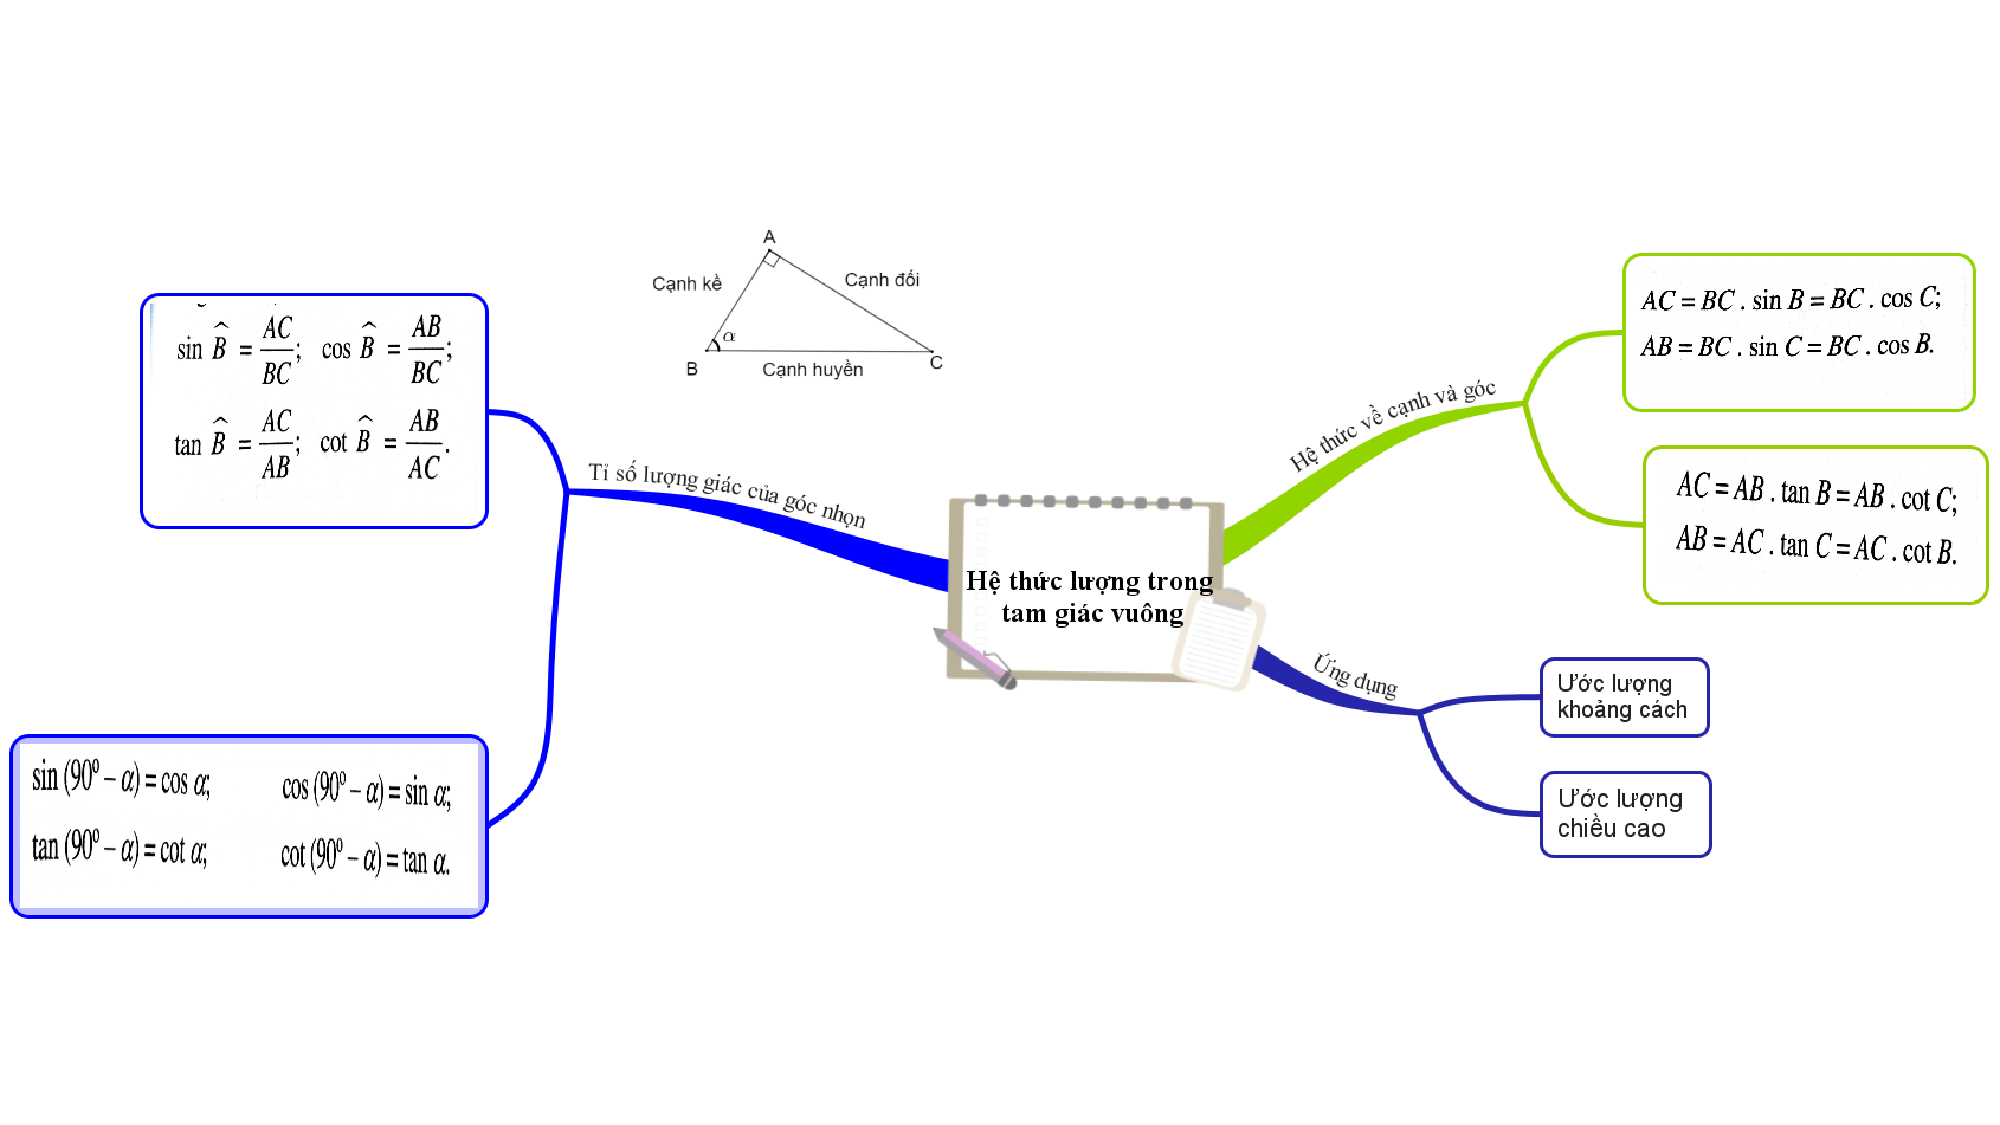 Hệ thức lượng trong
tam giác vuông
Tỉ số lượng giác của góc nhọn
sin B̂ = AC/BC; cos B̂ = AB/BC;
tan B̂ = AC/AB; cot B̂ = AB/AC.
sin (90⁰ – α) = cos α; cos (90⁰ – α) = sin α;
tan (90⁰ – α) = cot α; cot (90⁰ – α) = tan α.
A
Cạnh kề
Cạnh đối
α
B
Cạnh huyền
C
Hệ thức về cạnh và góc
AC = BC . sin B = BC . cos C;
AB = BC . sin C = BC . cos B.
AC = AB . tan B = AB . cot C;
AB = AC . tan C = AC . cot B.
Ứng dụng
Ước lượng
khoảng cách
Ước lượng
chiều cao